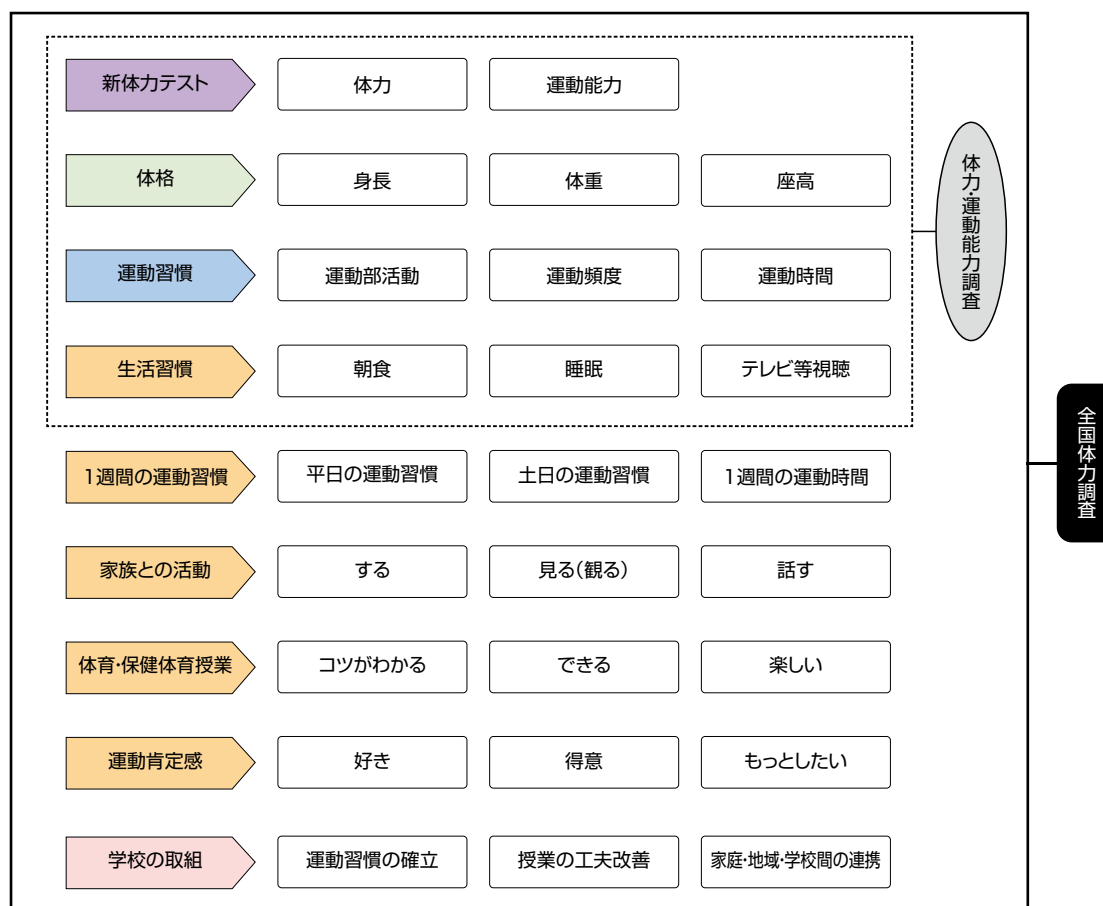 新体力テスト 体力 運動能力
体格 身長 体重 座高
運動習慣 運動部活動 運動頻度 運動時間
生活習慣 朝食 睡眠 テレビ等視聴
体力・運動能力調査
1週間の運動習慣 平日の運動習慣 土日の運動習慣 1週間の運動時間
家族との活動 する 見る(観る) 話す
体育・保健体育授業 コツがわかる できる 楽しい
運動肯定感 好き 得意 もっとしたい
学校の取組 運動習慣の確立 授業の工夫改善 家庭・地域・学校間の連携
全国体力調査